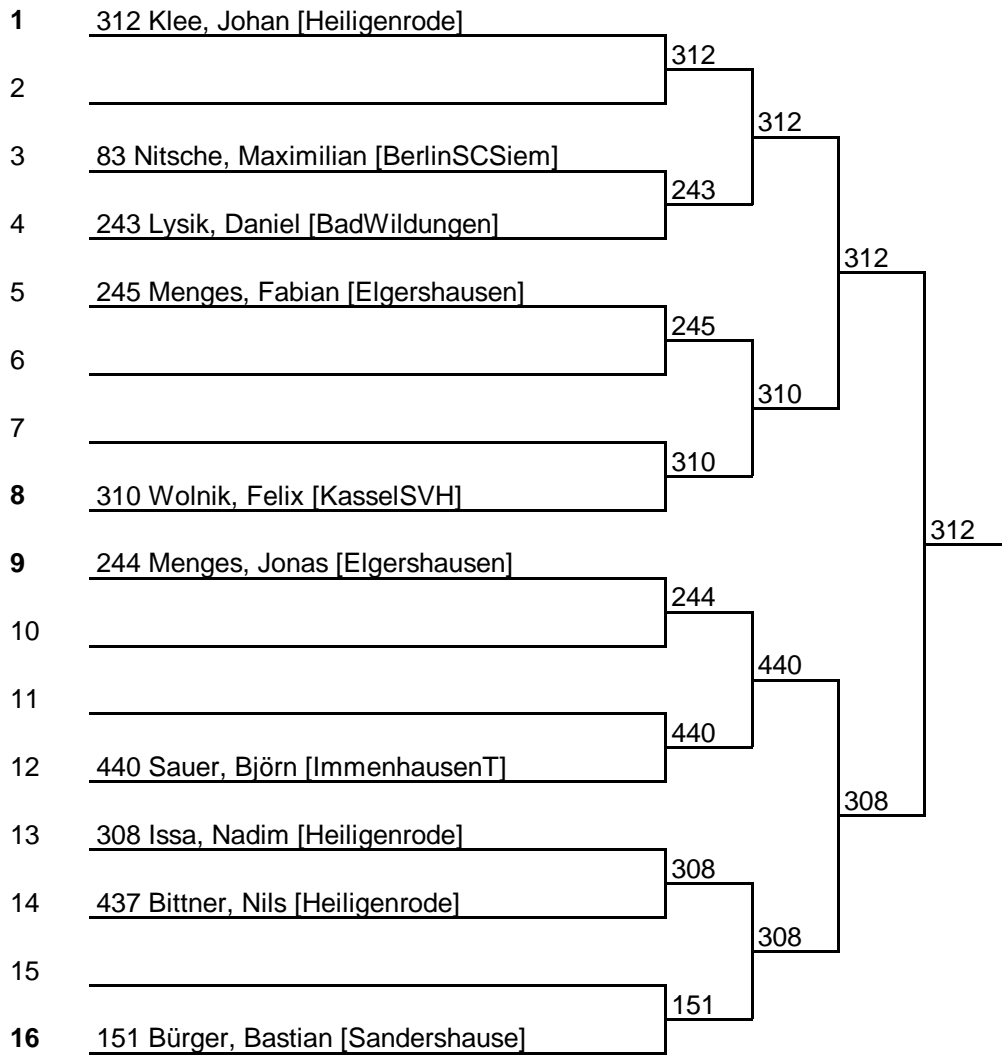 1 312 Klee, Johan [Heiligenrode]
312
2
312
3 83 Nitsche, Maximilian [BerlinSCSiem]
243
4 243 Lysik, Daniel [BadWildungen]
312
5 245 Menges, Fabian [Elgershausen]
245
6
310
7
310
8 310 Wolnik, Felix [KasselSVH]
312
9 244 Menges, Jonas [Elgershausen]
244
10
440
11
440
12 440 Sauer, Björn [ImmenhausenT]
308
13 308 Issa, Nadim [Heiligenrode]
308
14 437 Bittner, Nils [Heiligenrode]
308
15
151
16 151 Bürger, Bastian [Sandershause]